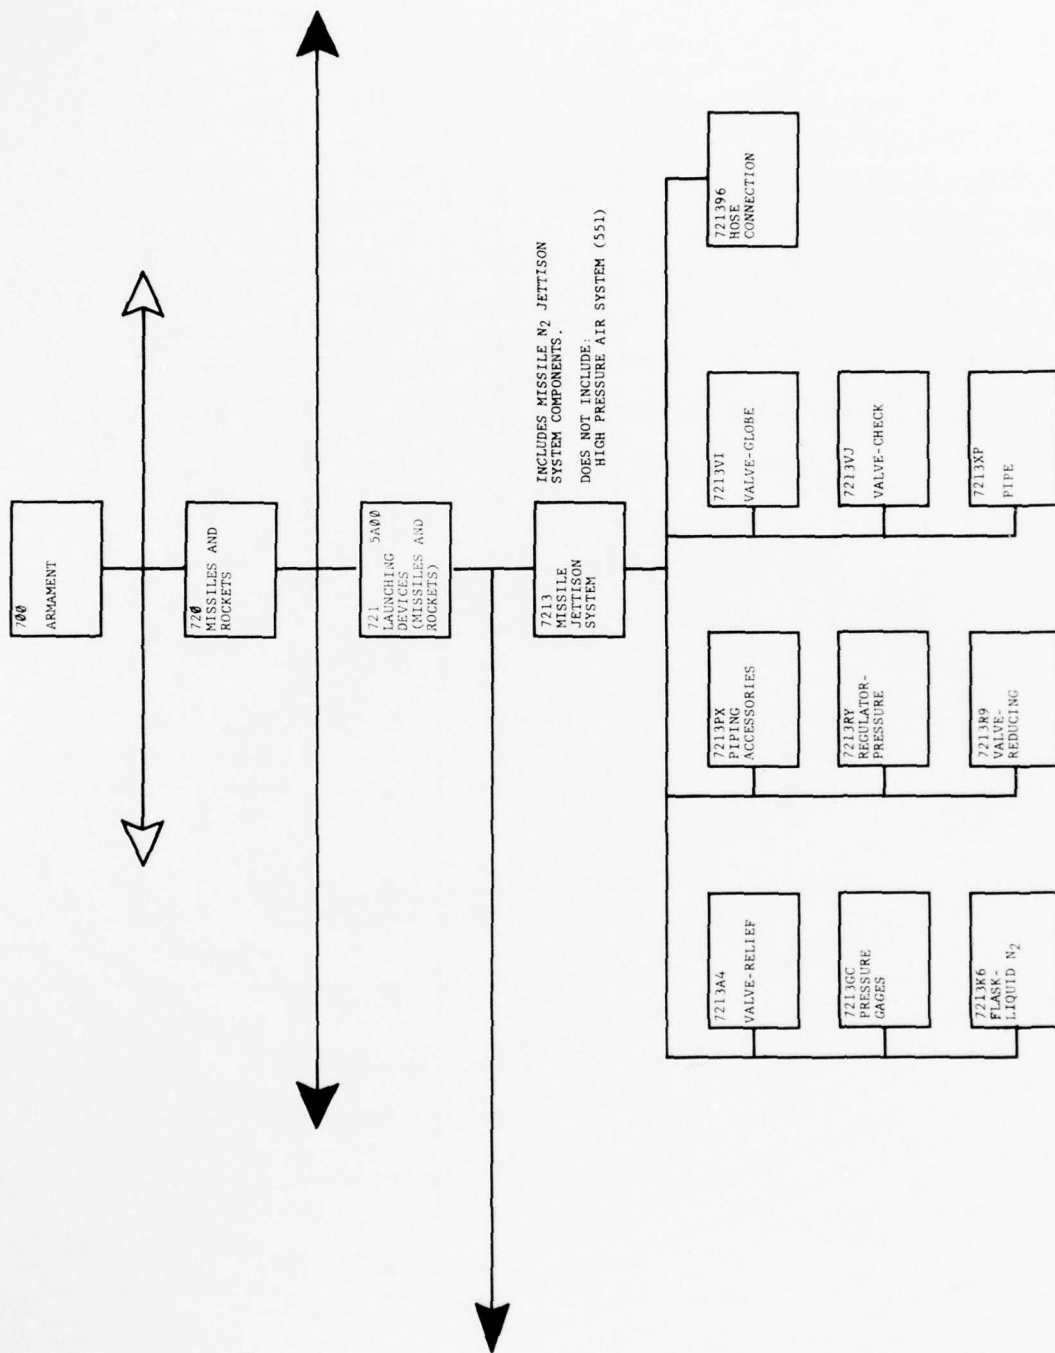 700
ARMAMENT
720
MISSILES AND
ROCKETS
721 5A00
LAUNCHING
DEVICES
(MISSILES AND
ROCKETS)
7213
MISSILE
JETTISON
SYSTEM
INCLUDES MISSILE N2 JETTISON
SYSTEM COMPONENTS.
DOES NOT INCLUDE:
HIGH PRESSURE AIR SYSTEM (551)
7213A4
VALVE-RELIEF
7213GC
PRESSURE
GAGES
7213K6
FLASK-
LIQUID N2
7213PX
PIPING
ACCESSORIES
7213RY
REGULATOR-
PRESSURE
7213R9
VALVE-
REDUCING
7213VI
VALVE-GLOBE
7213VJ
VALVE-CHECK
7213XP
PIPE
721396
HOSE
CONNECTION